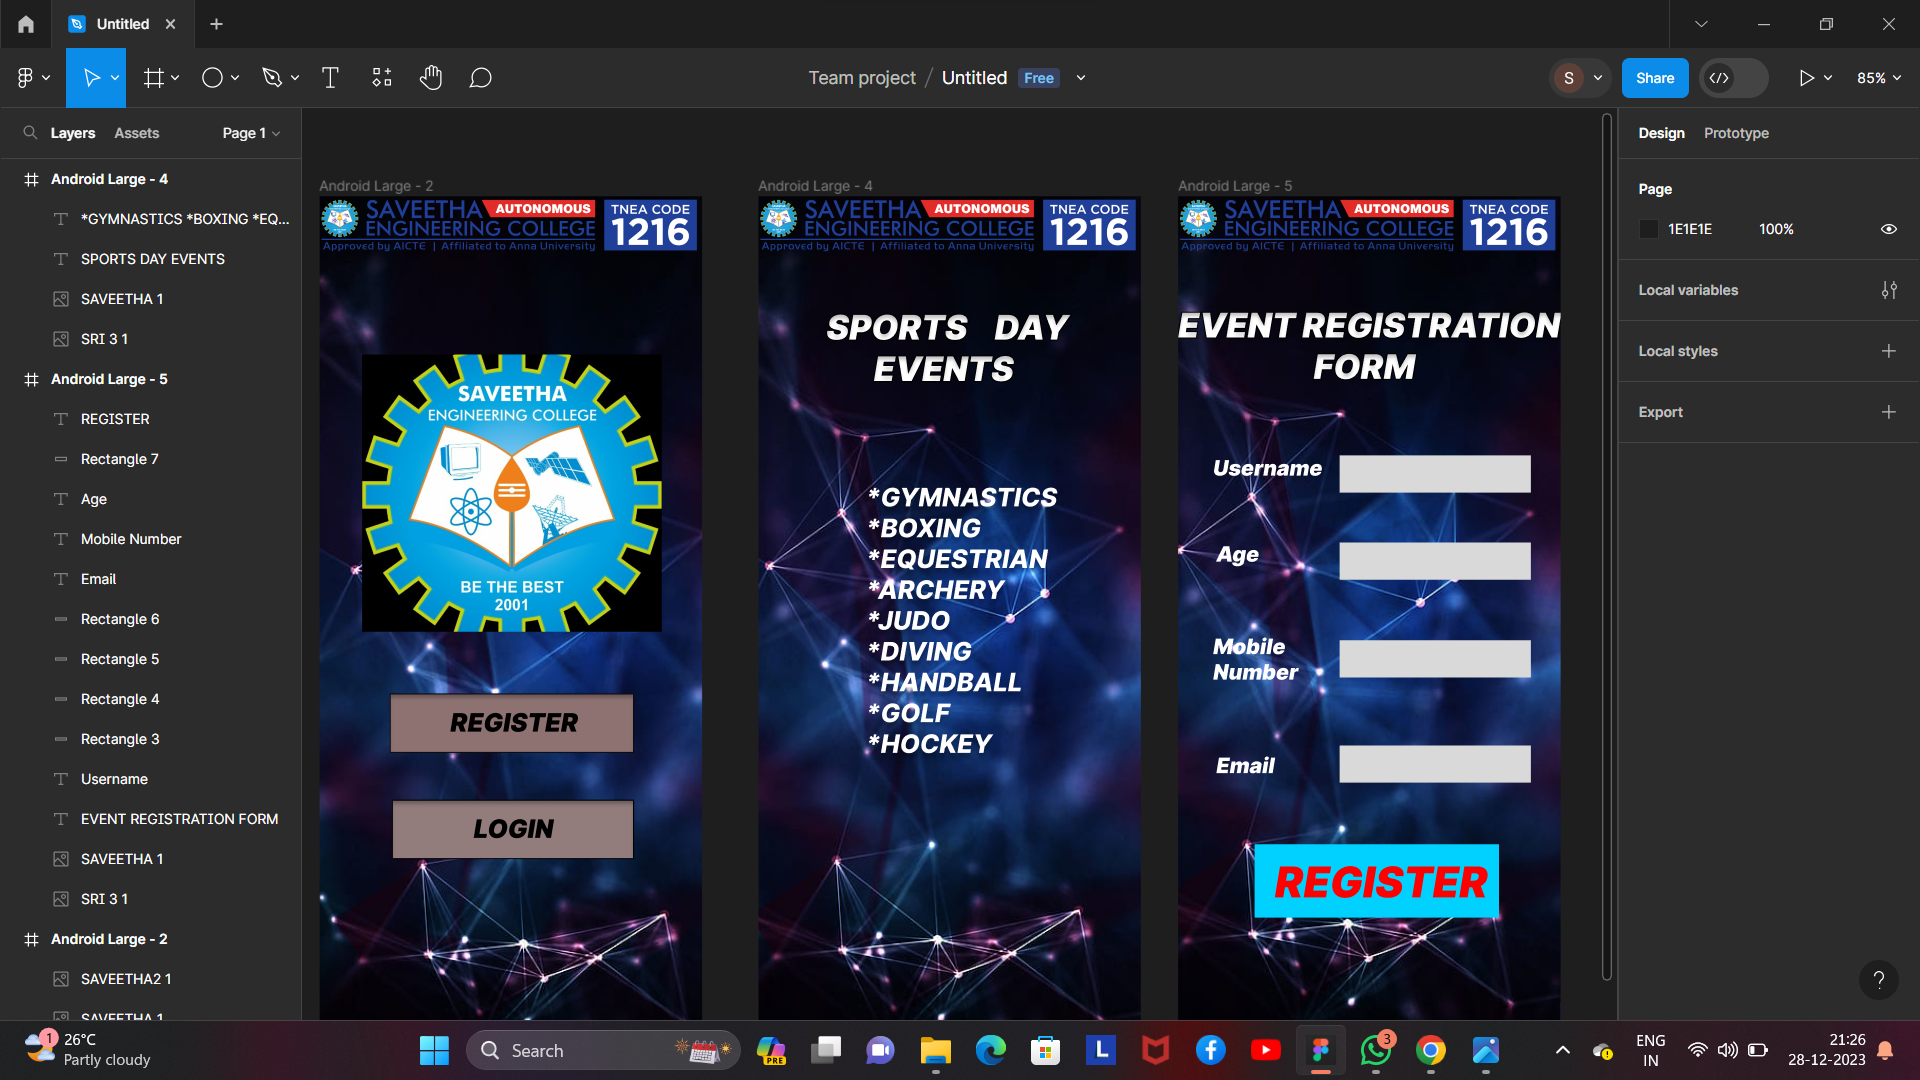 Untitled
Team project / Untitled Free
S
Share
85%
Layers
Assets
Page 1
Android Large - 4
*GYMNASTICS *BOXING *EQ...
SPORTS DAY EVENTS
SAVEETHA 1
SRI 3 1
Android Large - 5
REGISTER
Rectangle 7
Age
Mobile Number
Email
Rectangle 6
Rectangle 5
Rectangle 4
Rectangle 3
Username
EVENT REGISTRATION FORM
SAVEETHA 1
SRI 3 1
Android Large - 2
SAVEETHA2 1
SAVEETHA 1
Android Large - 2
SAVEETHA AUTONOMOUS
ENGINEERING COLLEGE
Approved by AICTE | Affiliated to Anna University
TNEA CODE
1216
SAVEETHA
ENGINEERING COLLEGE
BE THE BEST
2001
REGISTER
LOGIN
Android Large - 4
SAVEETHA AUTONOMOUS
ENGINEERING COLLEGE
Approved by AICTE | Affiliated to Anna University
TNEA CODE
1216
SPORTS DAY
EVENTS
*GYMNASTICS
*BOXING
*EQUESTRIAN
*ARCHERY
*JUDO
*DIVING
*HANDBALL
*GOLF
*HOCKEY
Android Large - 5
SAVEETHA AUTONOMOUS
ENGINEERING COLLEGE
Approved by AICTE | Affiliated to Anna University
TNEA CODE
1216
EVENT REGISTRATION
FORM
Username
Age
Mobile
Number
Email
REGISTER
Design
Prototype
Page
1E1E1E
100%
Local variables
Local styles
Export
?
1
26°C
Partly cloudy
Search
PRE
L
3
ENG
IN
21:26
28-12-2023